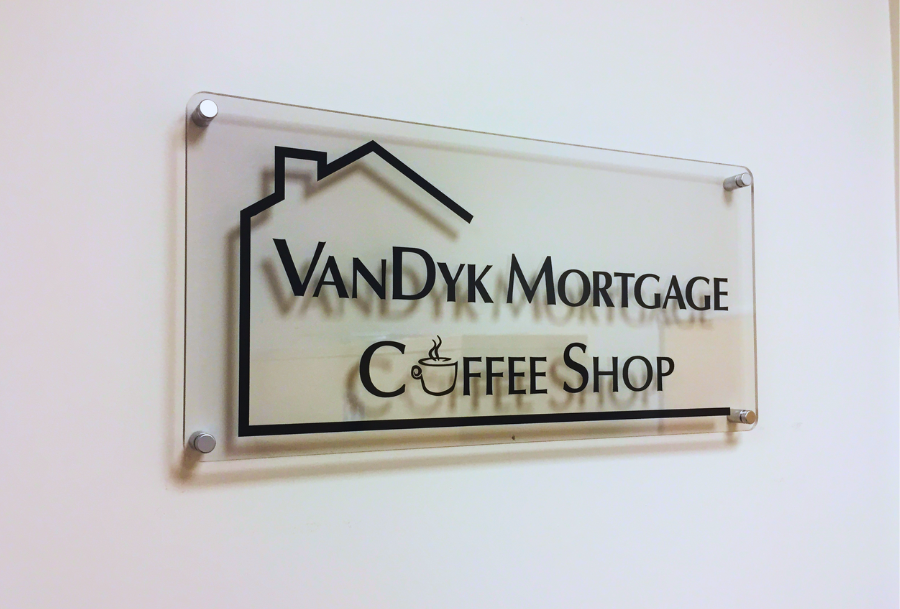 VANDYK MORTGAGE
COFFEE SHOP